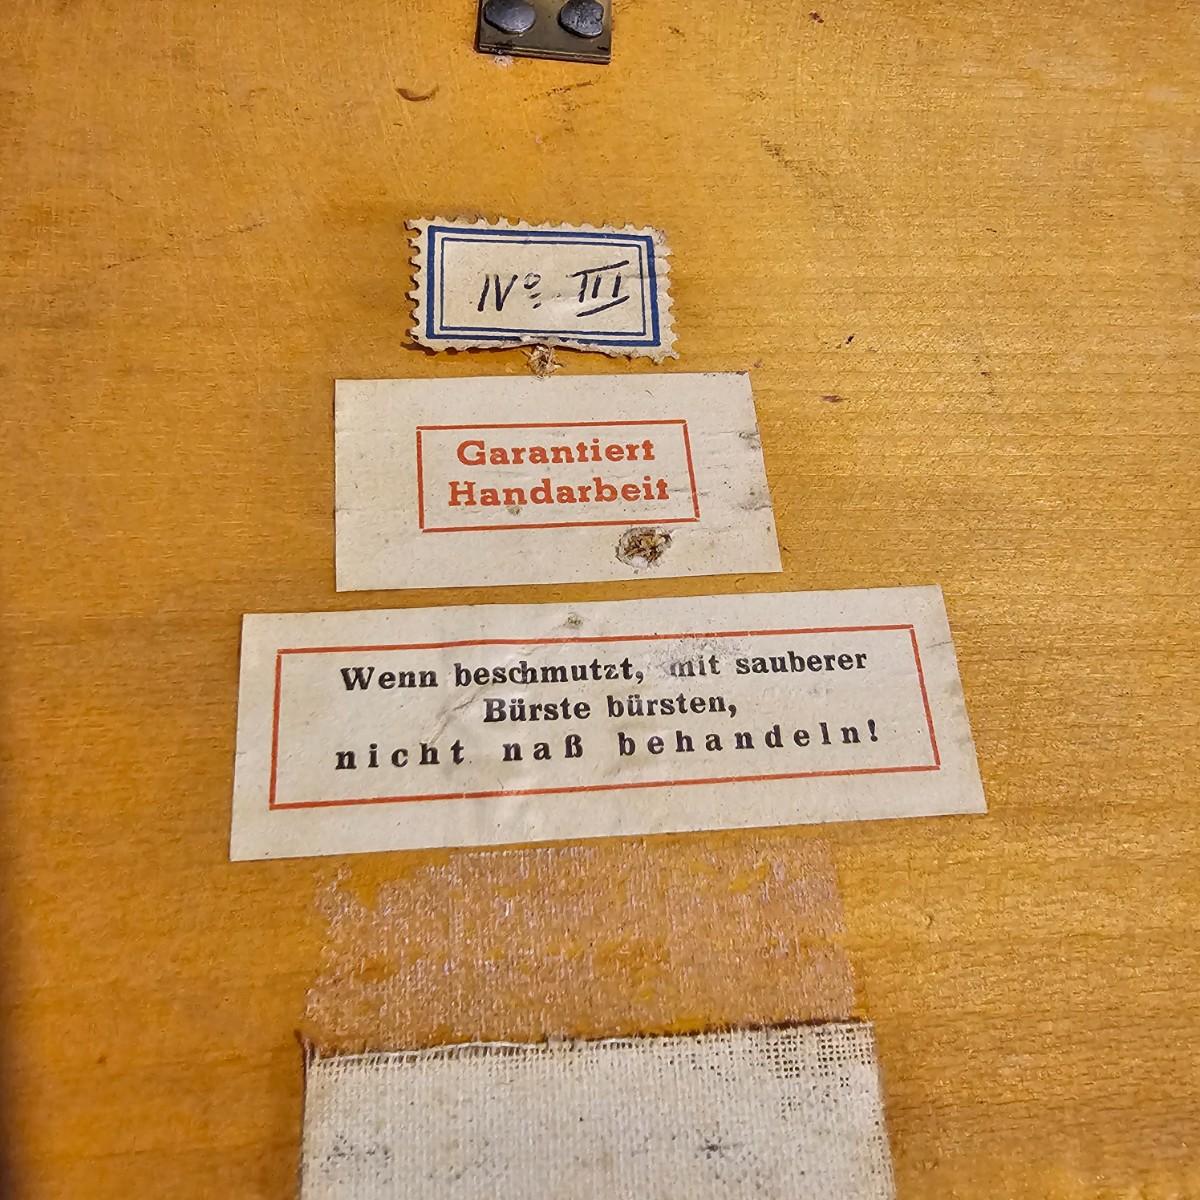 Nº III
Garantiert
Handarbeit
Wenn beschmutzt, mit sauberer
Bürste bürsten,
nicht naß behandeln!